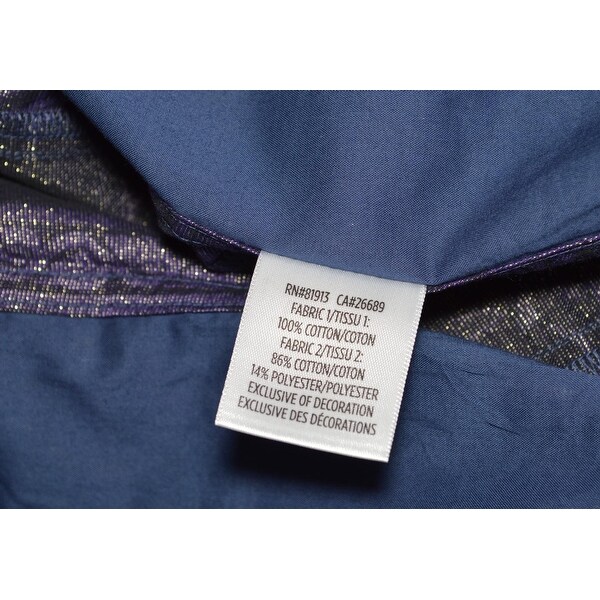 RN#81913 CA#26689
FABRIC 1/TISSU 1:
100% COTTON/COTON
FABRIC 2/TISSU 2:
86% COTTON/COTON
14% POLYESTER/POLYESTER
EXCLUSIVE OF DECORATION
EXCLUSIVE DES DÉCORATIONS